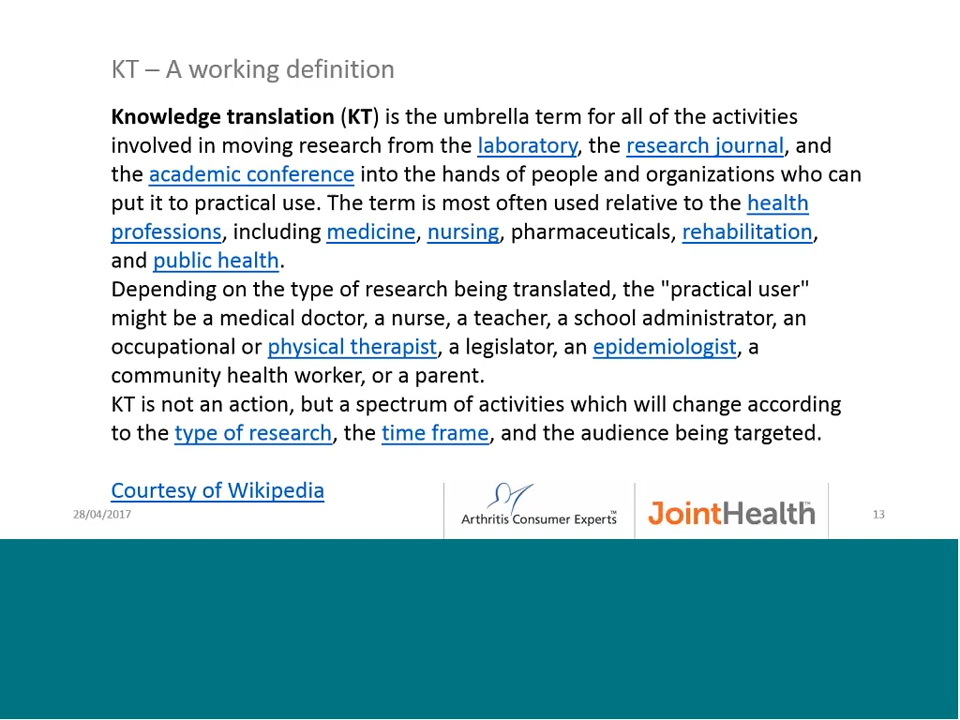 KT – A working definition
Knowledge translation (KT) is the umbrella term for all of the activities
involved in moving research from the laboratory, the research journal, and
the academic conference into the hands of people and organizations who can
put it to practical use. The term is most often used relative to the health
professions, including medicine, nursing, pharmaceuticals, rehabilitation,
and public health.
Depending on the type of research being translated, the "practical user"
might be a medical doctor, a nurse, a teacher, a school administrator, an
occupational or physical therapist, a legislator, an epidemiologist, a
community health worker, or a parent.
KT is not an action, but a spectrum of activities which will change according
to the type of research, the time frame, and the audience being targeted.
Courtesy of Wikipedia
28/04/2017
Arthritis Consumer Experts™
JointHealth™
13